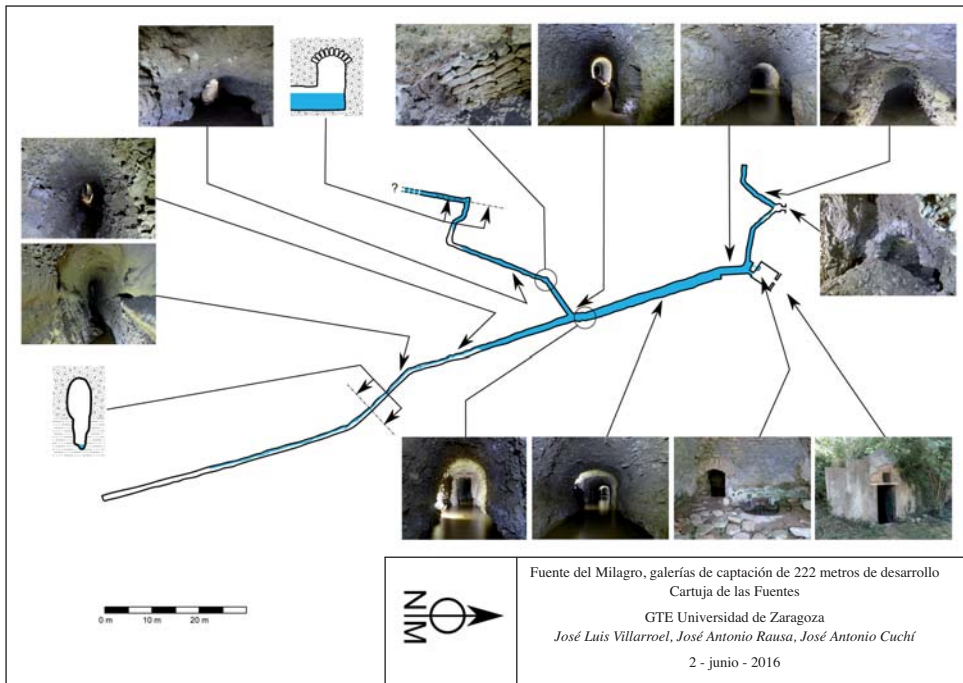 ?
0 m
10 m
20 m
NM
Fuente del Milagro, galerías de captación de 222 metros de desarrollo
Cartuja de las Fuentes
GTE Universidad de Zaragoza
José Luis Villarroel, José Antonio Rausa, José Antonio Cuchí
2 - junio - 2016